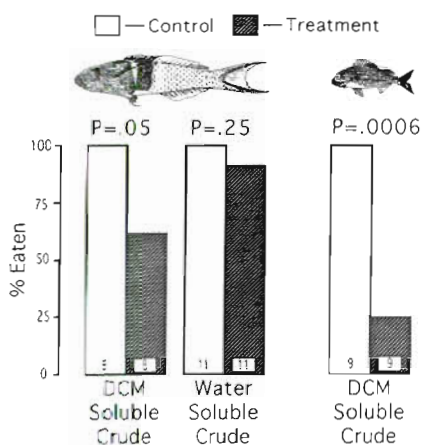 Control Treatment
P=.05 P=.25 P=.0006
100
75
50
25
0
% Eaten
11 11 9 9
DCM Water DCM
Soluble Soluble Soluble
Crude Crude Crude